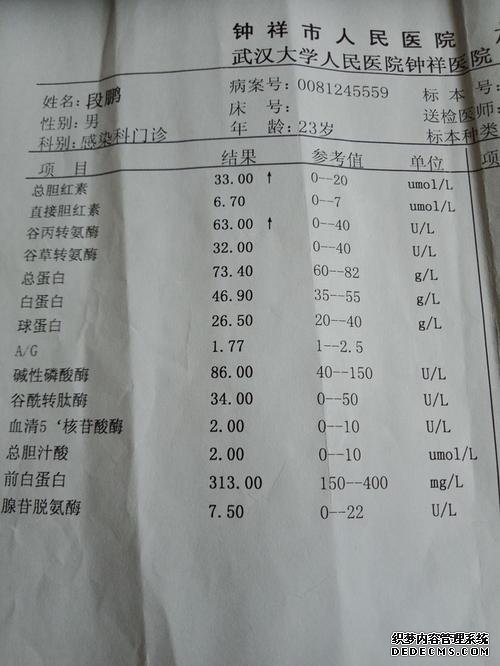 钟祥市人民医院
武汉大学人民医院钟祥医院
姓名：段鹏 病案号：0081245559 标本号：
性别：男 床号： 送检医师：
科别：感染科门诊 年龄：23岁 标本种类
项目 结果 参考值 单位 项
总胆红素 33.00 ↑ 0--20 umol/L
直接胆红素 6.70 0--7 umol/L
谷丙转氨酶 63.00 ↑ 0--40 U/L
谷草转氨酶 32.00 0--40 U/L
总蛋白 73.40 60--82 g/L
白蛋白 46.90 35--55 g/L
球蛋白 26.50 20--40 g/L
A/G 1.77 1--2.5
碱性磷酸酶 86.00 40--150 U/L
谷酰转肽酶 34.00 0--50 U/L
血清5‘核苷酸酶 2.00 0--10 U/L
总胆汁酸 2.00 0--10 umol/L
前白蛋白 313.00 150--400 mg/L
腺苷脱氨酶 7.50 0--22 U/L
织梦内容管理系统
DEDECMS.COM